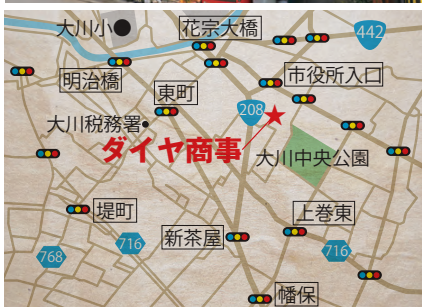 大川小
花宗大橋
442
明治橋
市役所入口
東町
208
大川税務署
ダイヤ商事
大川中央公園
堤町
上巻東
新茶屋
716
716
768
幡保